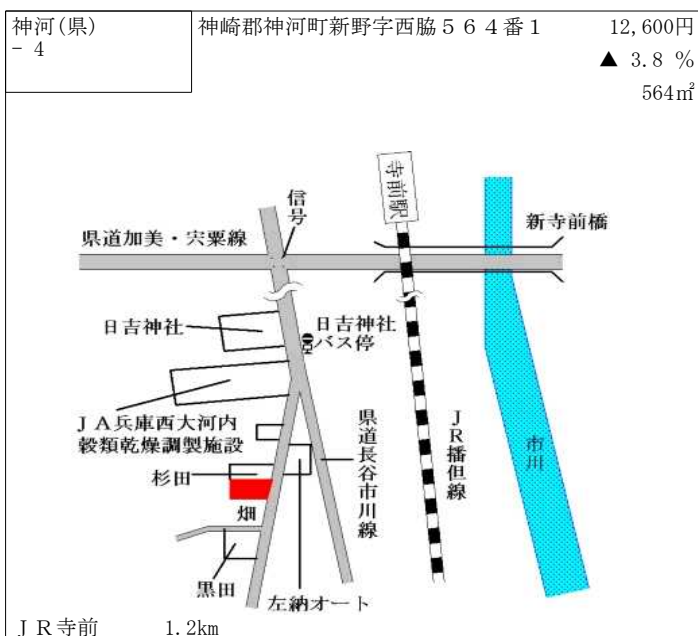 神河(県)
- 4
神崎郡神河町新野字西脇５６４番１
12,600円
▲ 3.8 %
564㎡
寺前駅
信号
新寺前橋
県道加美・宍粟線
日吉神社
日吉神社
バス停
ＪＡ兵庫西大河内
穀類乾燥調製施設
県道長谷市川線
ＪＲ播但線
市川
杉田
畑
黒田
左納オート
ＪＲ寺前 1.2km